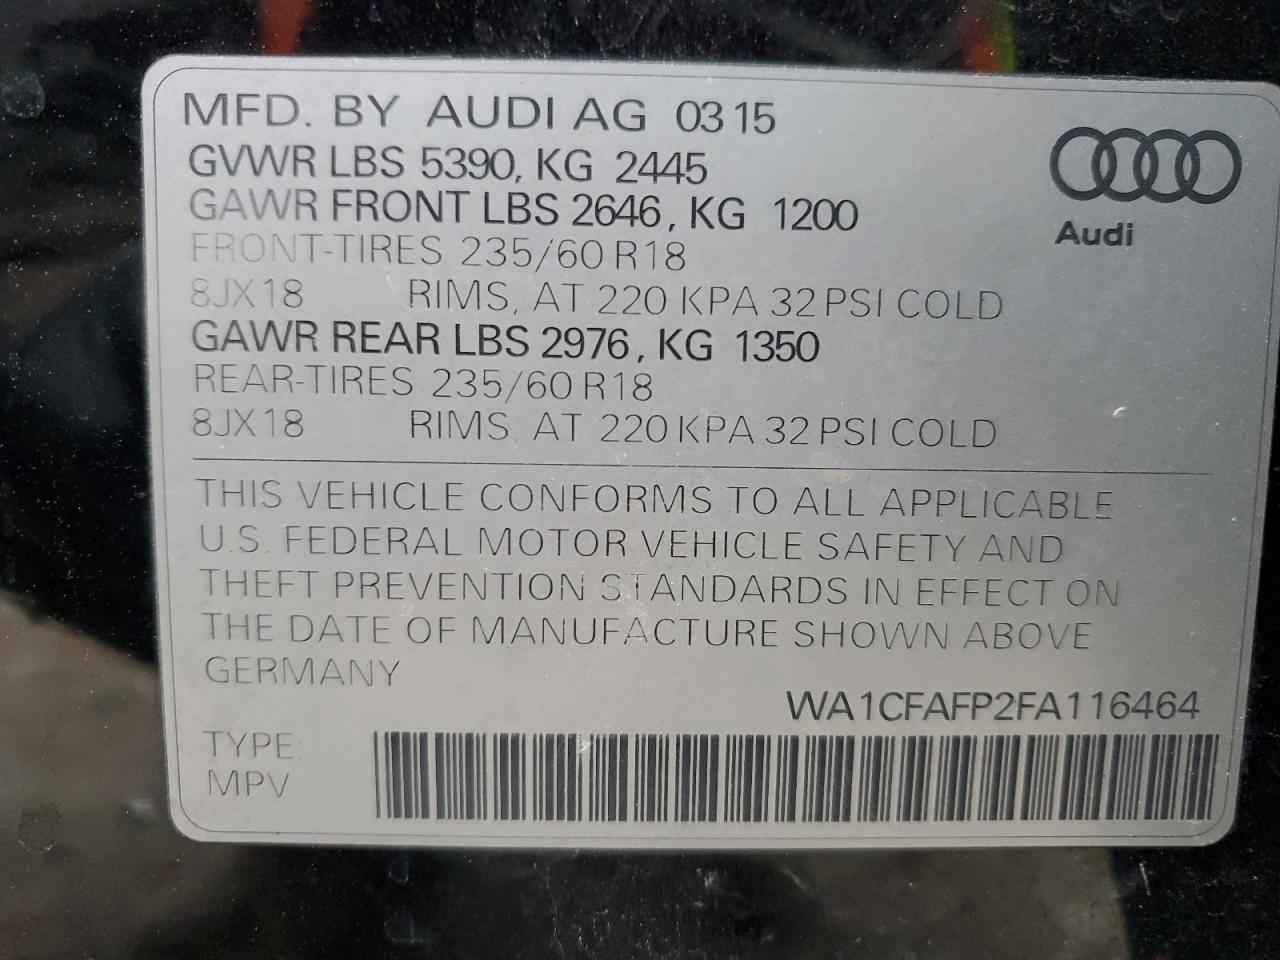 MFD. BY AUDI AG 03 15
GVWR LBS 5390, KG 2445
GAWR FRONT LBS 2646, KG 1200
FRONT-TIRES 235/60 R18
8JX18 RIMS, AT 220 KPA 32 PSI COLD
GAWR REAR LBS 2976, KG 1350
REAR-TIRES 235/60 R18
8JX18 RIMS, AT 220 KPA 32 PSI COLD
Audi
THIS VEHICLE CONFORMS TO ALL APPLICABLE
U.S. FEDERAL MOTOR VEHICLE SAFETY AND
THEFT PREVENTION STANDARDS IN EFFECT ON
THE DATE OF MANUFACTURE SHOWN ABOVE
GERMANY
WA1CFAFP2FA116464
TYPE:
MPV